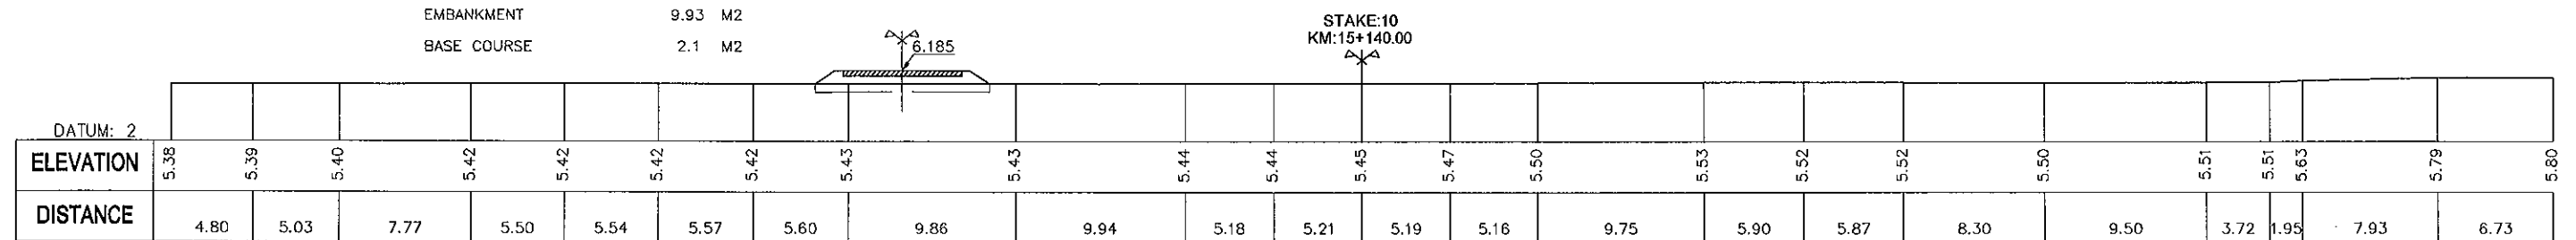 EMBANKMENT 9.93 M2
BASE COURSE 2.1 M2
6.185
STAKE:10
KM:15+140.00
DATUM: 2
ELEVATION 5.38 5.39 5.40 5.42 5.42 5.42 5.42 5.43 5.43 5.44 5.44 5.45 5.47 5.50 5.53 5.52 5.52 5.50 5.51 5.51 5.63 5.79 5.80
DISTANCE 4.80 5.03 7.77 5.50 5.54 5.57 5.60 9.86 9.94 5.18 5.21 5.19 5.16 9.75 5.90 5.87 8.30 9.50 3.72 1.95 7.93 6.73